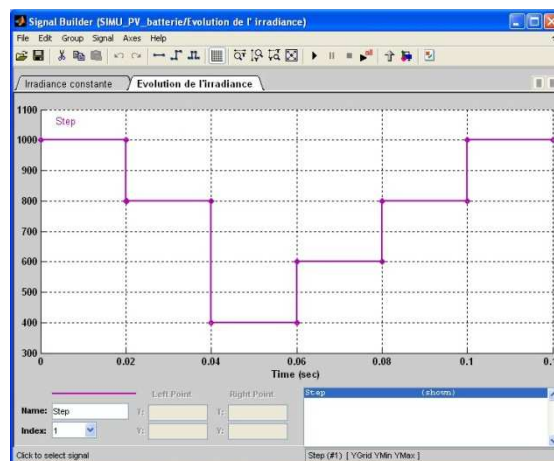 Signal Builder (SIMU_PV_batterie/Evolution de l' irradiance)
File Edit Group Signal Axes Help
Irradiance constante
Evolution de l'irradiance
Step
1100
1000
900
800
700
600
500
400
300
0 0.02 0.04 0.06 0.08 0.1
Time (sec)
Left Point Right Point
Name: Step T: T:
Index: 1 Y: Y:
Step (shown)
Click to select signal
Step (#1) [ YGrid YMin YMax ]